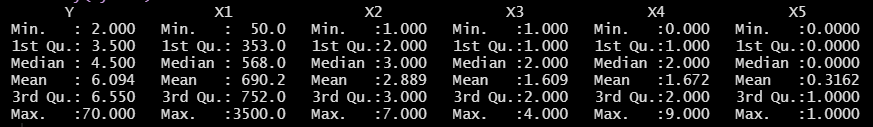 Y X1 X2 X3 X4 X5
Min. : 2.000 Min. : 50.0 Min. :1.000 Min. :1.000 Min. :0.000 Min. :0.0000
1st Qu.: 3.500 1st Qu.: 353.0 1st Qu.:2.000 1st Qu.:1.000 1st Qu.:1.000 1st Qu.:0.0000
Median : 4.500 Median : 568.0 Median :3.000 Median :2.000 Median :2.000 Median :0.0000
Mean : 6.094 Mean : 690.2 Mean :2.889 Mean :1.609 Mean :1.672 Mean :0.3162
3rd Qu.: 6.550 3rd Qu.: 752.0 3rd Qu.:3.000 3rd Qu.:2.000 3rd Qu.:2.000 3rd Qu.:1.0000
Max. :70.000 Max. :3500.0 Max. :7.000 Max. :4.000 Max. :9.000 Max. :1.0000